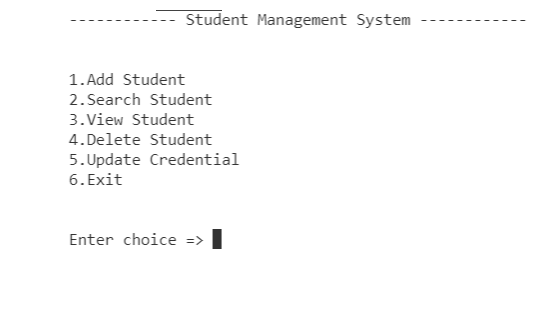 ------------ Student Management System ------------
1.Add Student
2.Search Student
3.View Student
4.Delete Student
5.Update Credential
6.Exit
Enter choice =>